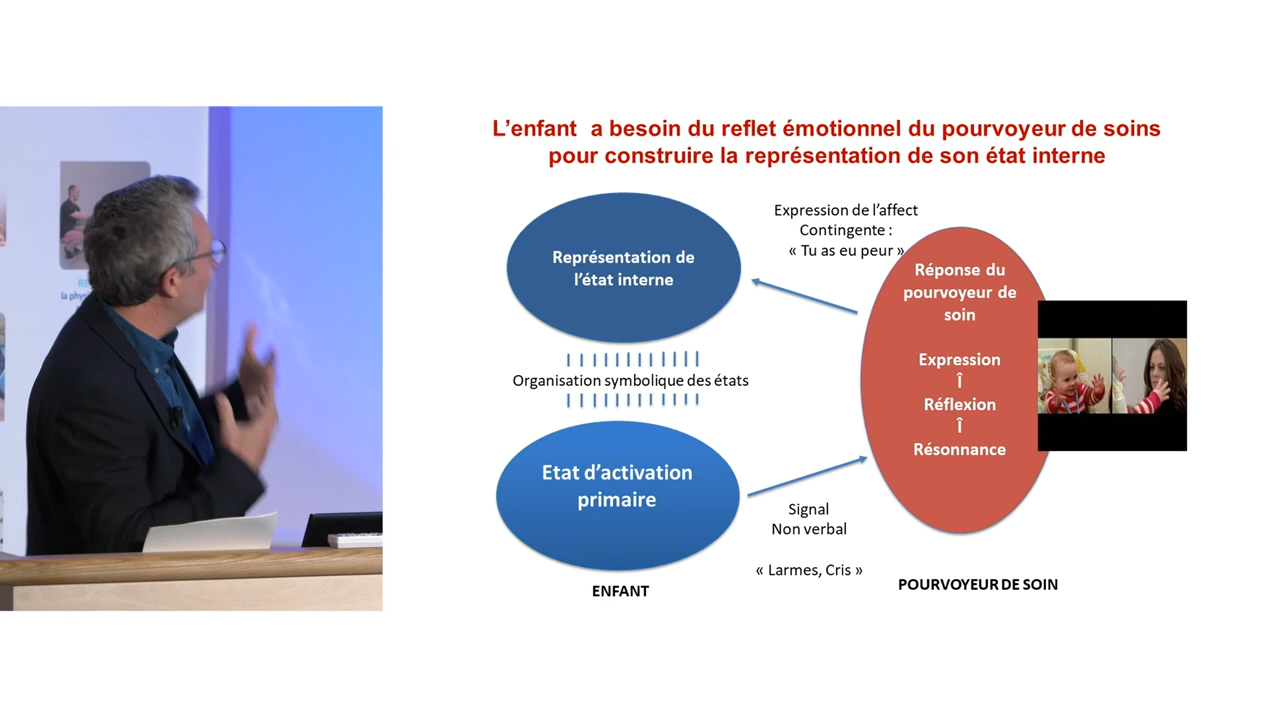 L'enfant  a besoin du reflet émotionnel du pourvoyeur de soins
pour construire la représentation de son état interne
Représentation de
l'état interne
Expression de l'affect
Contingente :
« Tu as eu peur »
Réponse du
pourvoyeur de
soin
Expression
Î
Réflexion
Î
Résonnance
Organisation symbolique des états
Etat d'activation
primaire
Signal
Non verbal
« Larmes, Cris »
ENFANT
POURVOYEUR DE SOIN